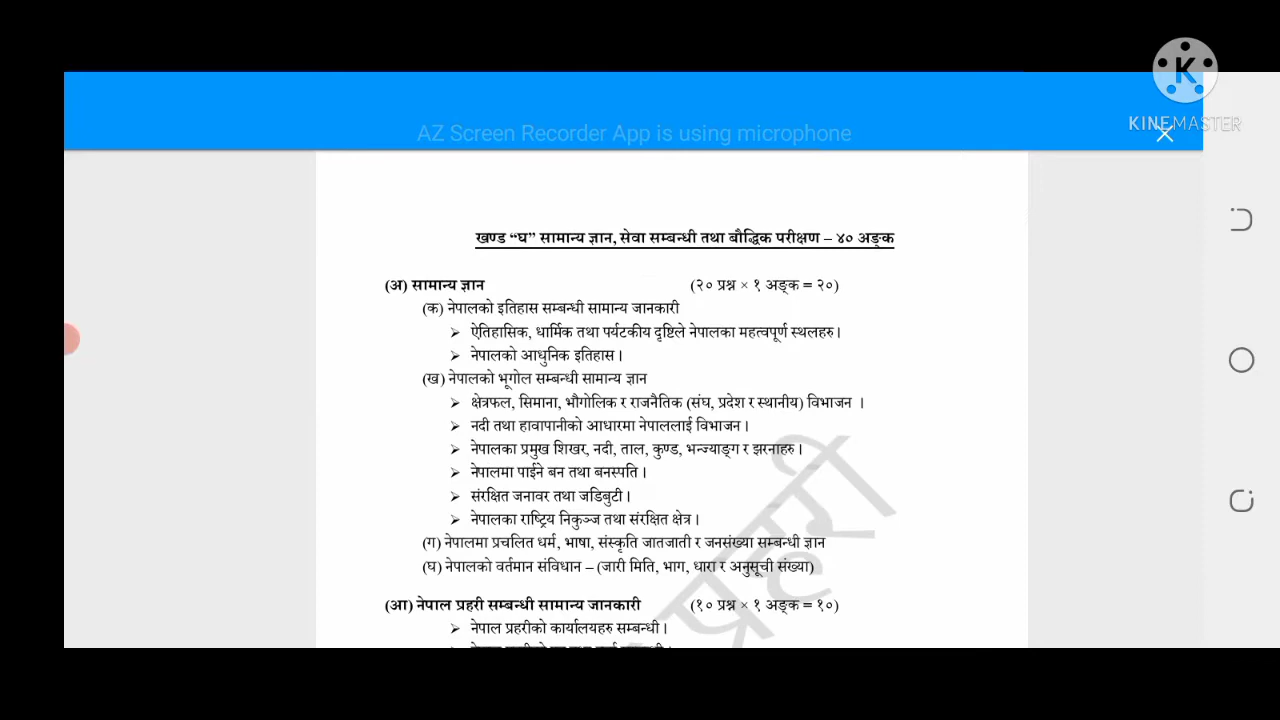 KINEMASTER
AZ Screen Recorder App is using microphone
खण्ड “घ” सामान्य ज्ञान, सेवा सम्बन्धी तथा बौद्धिक परीक्षण – ४० अङ्क
(अ) सामान्य ज्ञान (२० प्रश्न × १ अङ्क = २०)
(क) नेपालको इतिहास सम्बन्धी सामान्य जानकारी
➢ ऐतिहासिक, धार्मिक तथा पर्यटकीय दृष्टिले नेपालका महत्वपूर्ण स्थलहरु।
➢ नेपालको आधुनिक इतिहास।
(ख) नेपालको भूगोल सम्बन्धी सामान्य ज्ञान
➢ क्षेत्रफल, सिमाना, भौगोलिक र राजनैतिक (संघ, प्रदेश र स्थानीय) विभाजन ।
➢ नदी तथा हावापानीको आधारमा नेपाललाई विभाजन।
➢ नेपालका प्रमुख शिखर, नदी, ताल, कुण्ड, भन्ज्याङ्ग र झरनाहरु।
➢ नेपालमा पाईने बन तथा बनस्पति।
➢ संरक्षित जनावर तथा जडिबुटी।
➢ नेपालका राष्ट्रिय निकुञ्ज तथा संरक्षित क्षेत्र।
(ग) नेपालमा प्रचलित धर्म, भाषा, संस्कृति जातजाती र जनसंख्या सम्बन्धी ज्ञान
(घ) नेपालको वर्तमान संविधान – (जारी मिति, भाग, धारा र अनुसूची संख्या)
(आ) नेपाल प्रहरी सम्बन्धी सामान्य जानकारी (१० प्रश्न × १ अङ्क = १०)
➢ नेपाल प्रहरीको कार्यालयहरु सम्बन्धी।
प्रहरी